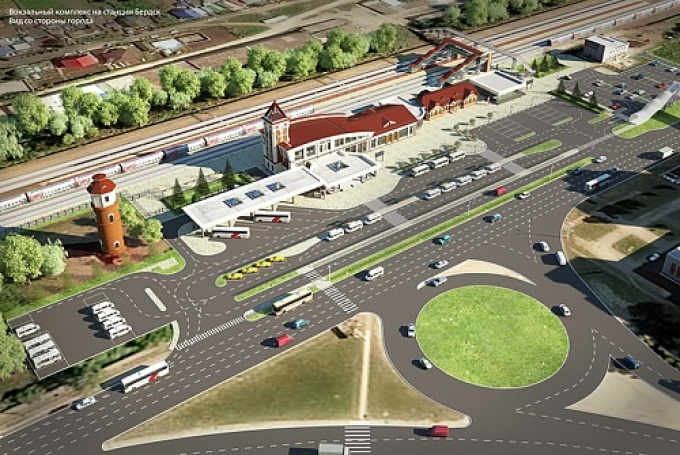 Вокзальный комплекс на станции Бердск
Вид со стороны города